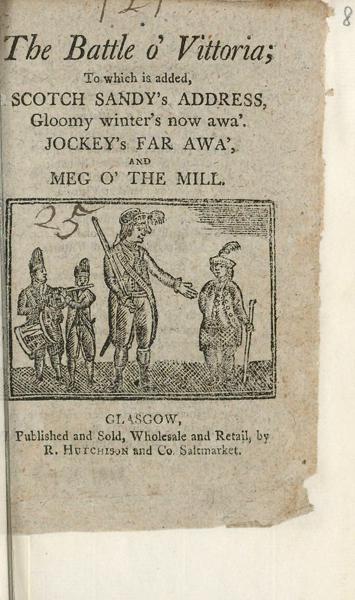 8
The Battle o' Vittoria;
To which is added,
SCOTCH SANDY's ADDRESS,
Gloomy winter's now awa'.
JOCKEY's FAR AWA',
AND
MEG O' THE MILL.
25
GLASGOW,
Published and Sold, Wholesale and Retail, by
R. HUTCHISON and Co. Saltmarket.